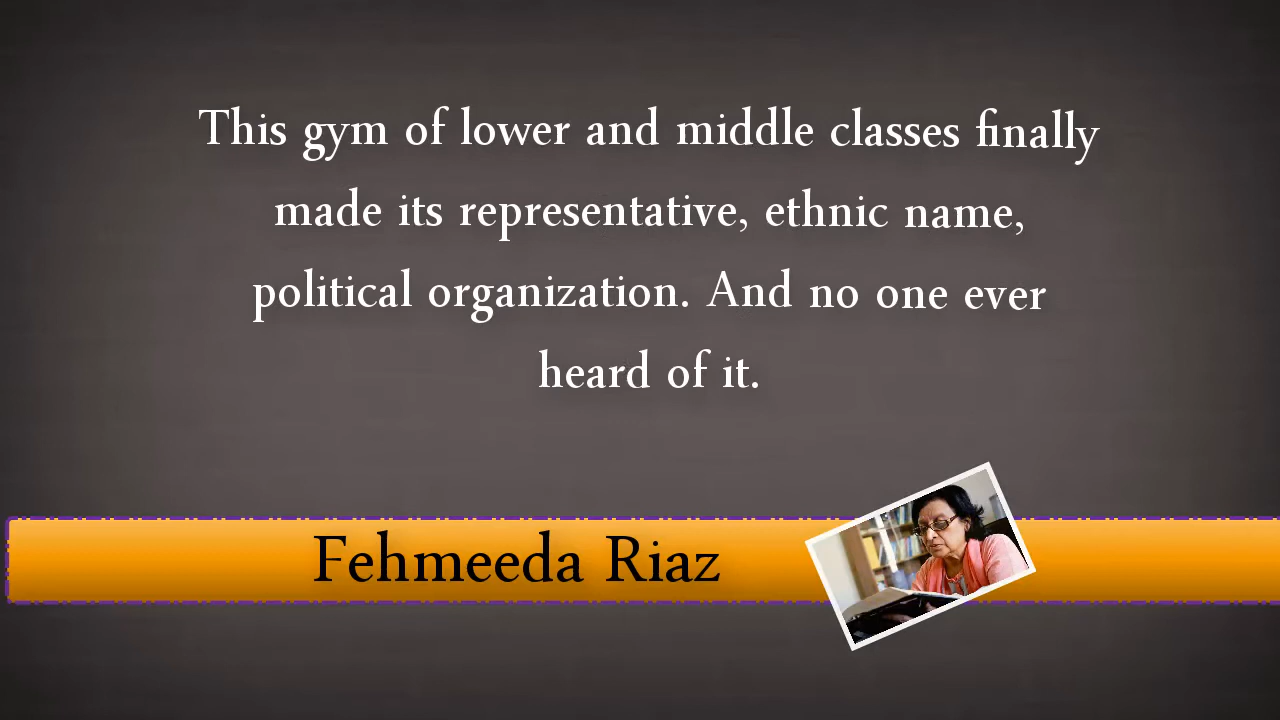 This gym of lower and middle classes finally
made its representative, ethnic name,
political organization. And no one ever
heard of it.
Fehmeeda Riaz